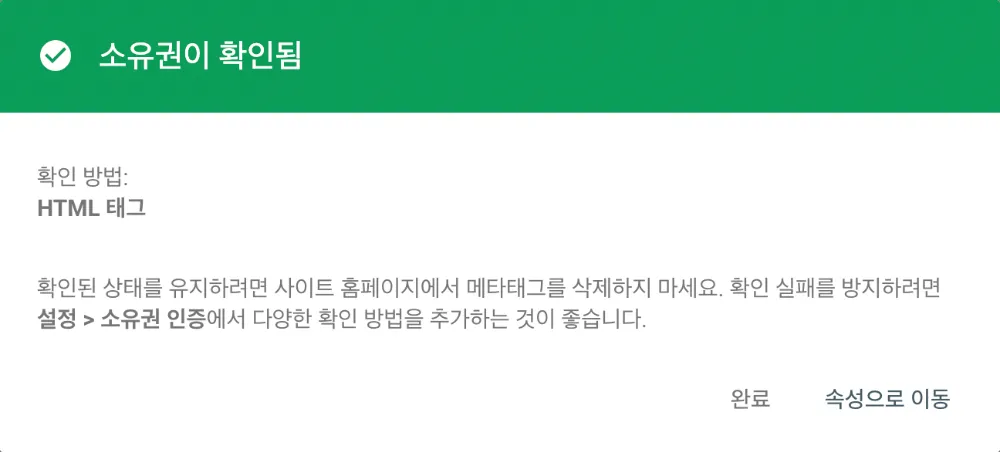 소유권이 확인됨
확인 방법:
HTML 태그
확인된 상태를 유지하려면 사이트 홈페이지에서 메타태그를 삭제하지 마세요. 확인 실패를 방지하려면
설정 > 소유권 인증에서 다양한 확인 방법을 추가하는 것이 좋습니다.
완료 속성으로 이동